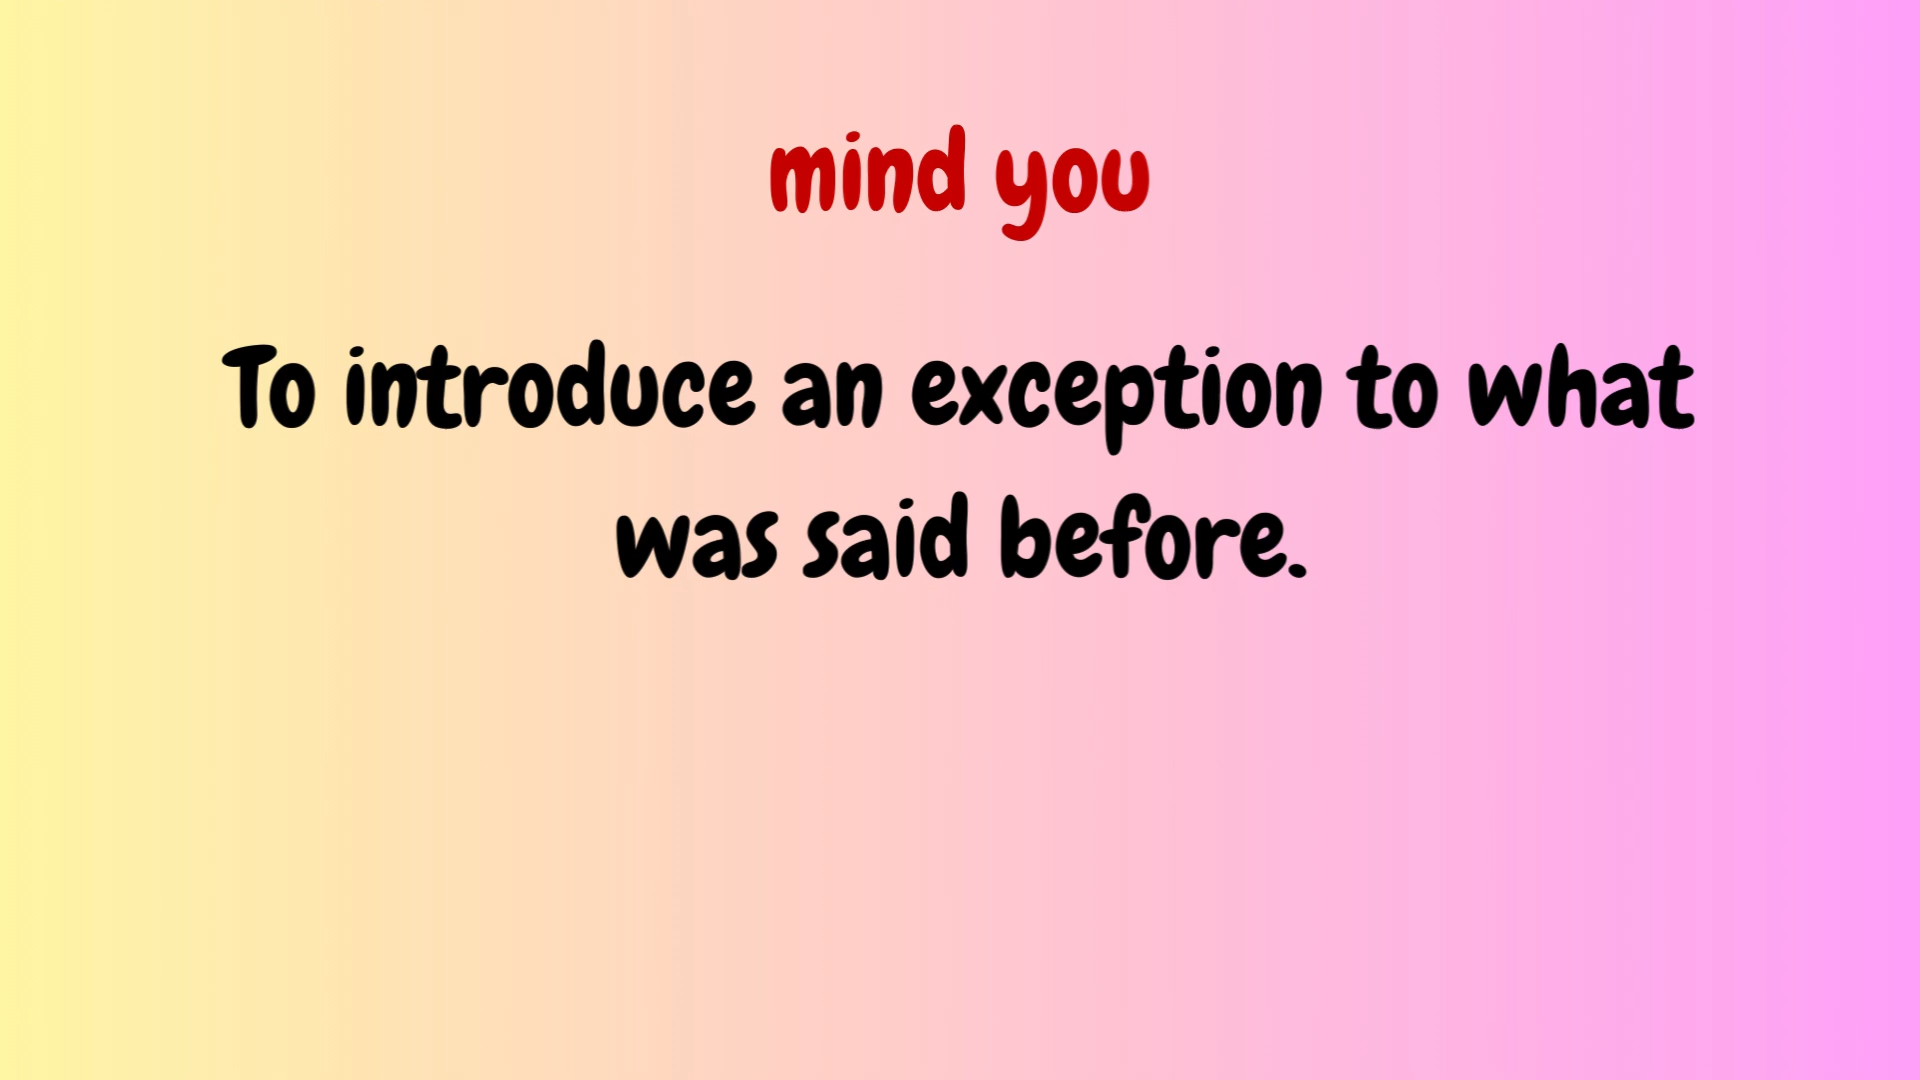 mind you
To introduce an exception to what
was said before.